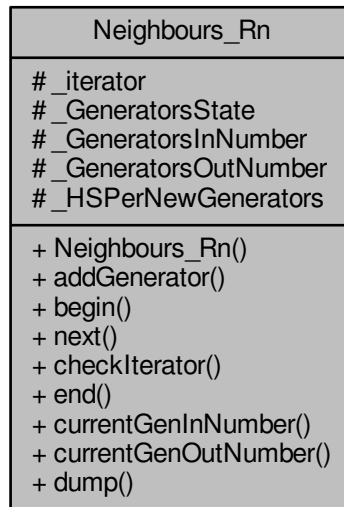 Neighbours_Rn
# _iterator
# _GeneratorsState
# _GeneratorsInNumber
# _GeneratorsOutNumber
# _HSPerNewGenerators
+ Neighbours_Rn()
+ addGenerator()
+ begin()
+ next()
+ checkIterator()
+ end()
+ currentGenInNumber()
+ currentGenOutNumber()
+ dump()